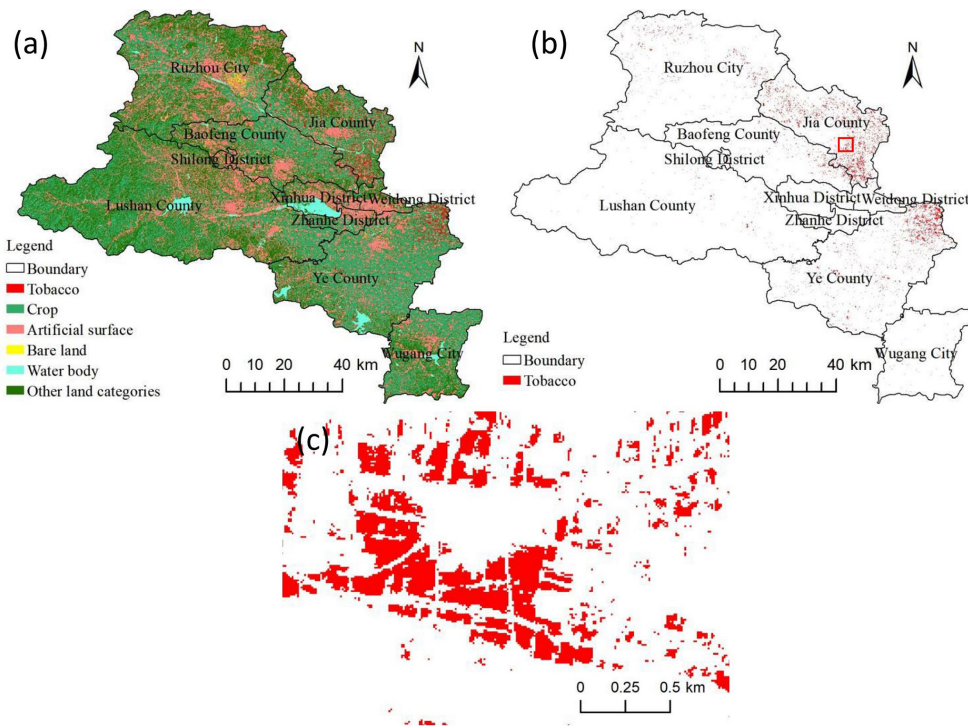 (a)
N
Ruzhou City
Jia County
Baofeng County
Shilong District
Xinhua District
Weidong District
Lushan County
Zhanhe District
Ye County
Wugang City
Legend
Boundary
Tobacco
Crop
Artificial surface
Bare land
Water body
Other land categories
0 20 40 km
(b)
N
Ruzhou City
Jia County
Baofeng County
Shilong District
Xinhua District
Weidong District
Lushan County
Zhanhe District
Ye County
Wugang City
Legend
Boundary
Tobacco
0 20 40 km
(c)
0 0.25 0.5 km